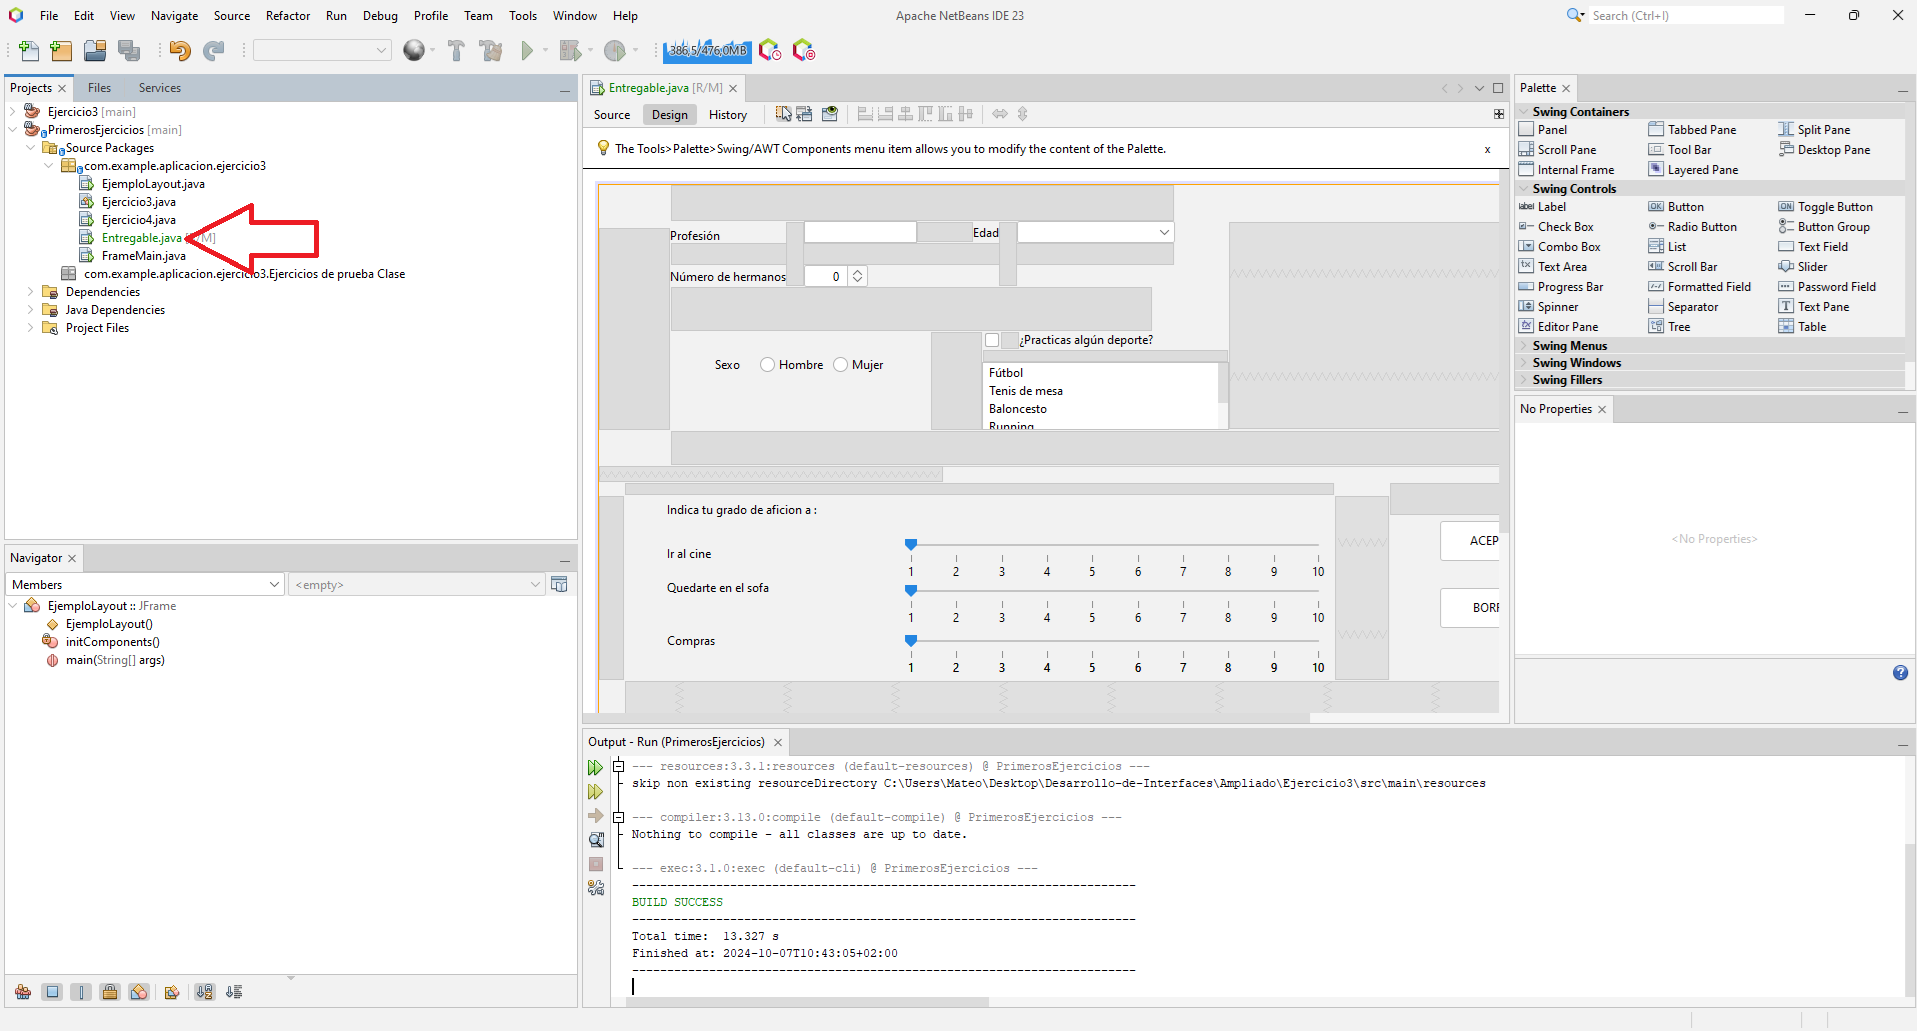 File Edit View Navigate Source Refactor Run Debug Profile Team Tools Window Help
Apache NetBeans IDE 23
Search (Ctrl+I)
386,5/476,0MB
Projects Files Services
Ejercicio3 [main]
PrimerosEjercicios [main]
Source Packages
com.example.aplicacion.ejercicio3
EjemploLayout.java
Ejercicio3.java
Ejercicio4.java
Entregable.java
FrameMain.java
com.example.aplicacion.ejercicio3.Ejercicios de prueba Clase
Dependencies
Java Dependencies
Project Files
Navigator
Members
<empty>
EjemploLayout :: JFrame
EjemploLayout()
initComponents()
main(String[] args)
Entregable.java [R/M]
Source Design History
The Tools>Palette>Swing/AWT Components menu item allows you to modify the content of the Palette.
x
Profesión
Edad
Número de hermanos
0
¿Practicas algún deporte?
Sexo Hombre Mujer
Fútbol
Tenis de mesa
Baloncesto
Running
Indica tu grado de aficion a :
Ir al cine
1 2 3 4 5 6 7 8 9 10
Quedarte en el sofa
1 2 3 4 5 6 7 8 9 10
Compras
1 2 3 4 5 6 7 8 9 10
ACEP
BORR
Output - Run (PrimerosEjercicios)
--- resources:3.3.1:resources (default-resources) @ PrimerosEjercicios ---
skip non existing resourceDirectory C:\Users\Mateo\Desktop\Desarrollo-de-Interfaces\Ampliado\Ejercicio3\src\main\resources
--- compiler:3.13.0:compile (default-compile) @ PrimerosEjercicios ---
Nothing to compile - all classes are up to date.
--- exec:3.1.0:exec (default-cli) @ PrimerosEjercicios ---
------------------------------------------------------------------------
BUILD SUCCESS
------------------------------------------------------------------------
Total time:  13.327 s
Finished at: 2024-10-07T10:43:05+02:00
------------------------------------------------------------------------
Palette
Swing Containers
Panel Tabbed Pane Split Pane
Scroll Pane Tool Bar Desktop Pane
Internal Frame Layered Pane
Swing Controls
Label Button Toggle Button
Check Box Radio Button Button Group
Combo Box List Text Field
Text Area Scroll Bar Slider
Progress Bar Formatted Field Password Field
Spinner Separator Text Pane
Editor Pane Tree Table
Swing Menus
Swing Windows
Swing Fillers
No Properties
<No Properties>